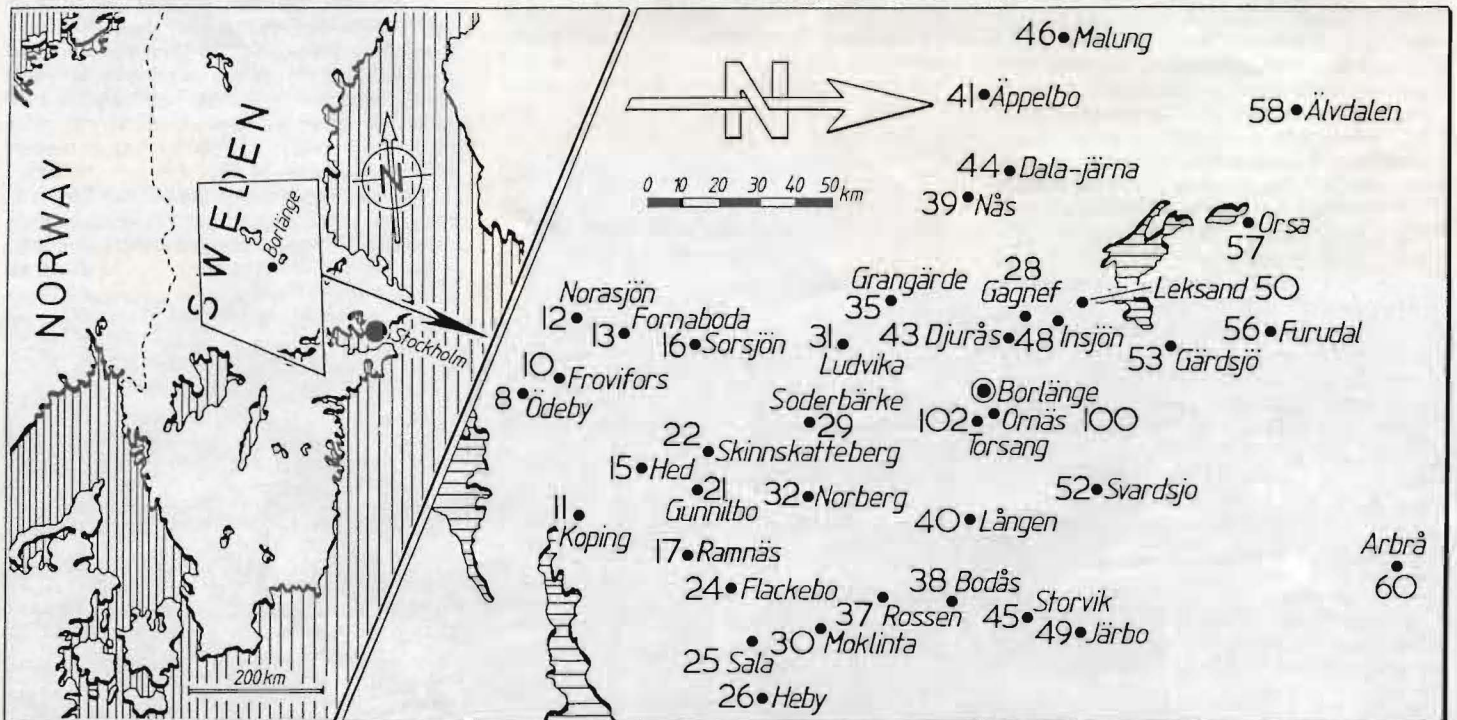 NORWAY
SWEDEN
Borlänge
N
Stockholm
200 km
N
0 10 20 30 40 50 km
46 Malung
41 Äppelbo
58 Älvdalen
44 Dala-järna
39 Nås
Orsa
57
Grangärde
35
28
Gagnef
Leksand 50
Norasjön
12
13 Fornaboda
16 Sorsjön
31
Ludvika
43 Djurås
48 Insjön
56 Furudal
53 Gärdsjö
10 Frovifors
8 Ödeby
Borlänge
Soderbärke
29
102 Ornäs 100
Torsang
22
Skinnskatteberg
15 Hed
21
Gunnilbo
32 Norberg
52 Svardsjo
11
Koping
40 Lången
17 Ramnäs
Arbrå
60
24 Flackebo
38 Bodås
37 Rossen
45 Storvik
49 Järbo
30 Moklinta
25 Sala
26 Heby